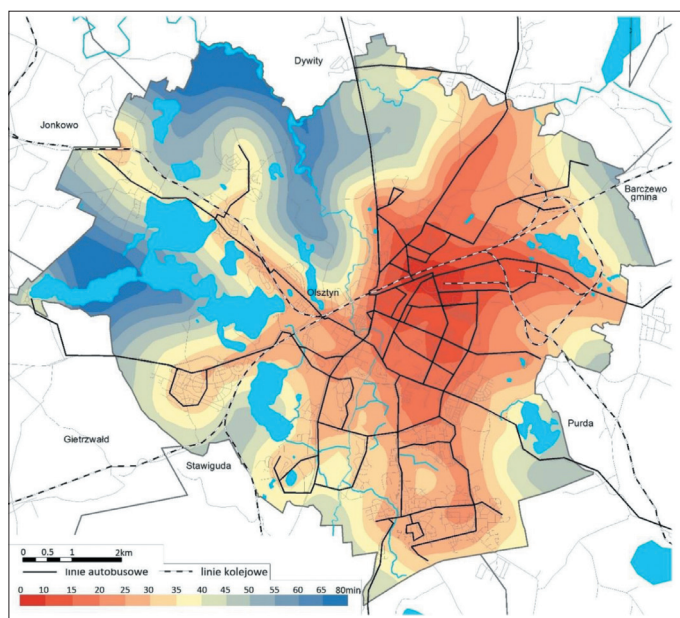 Dywity
Jonkowo
Barczewo
gmina
Olsztyn
Purda
Gietrzwałd
Stawiguda
0 0.5 1 2km
linie autobusowe linie kolejowe
0 10 15 20 25 30 35 40 45 50 55 60 65 80min